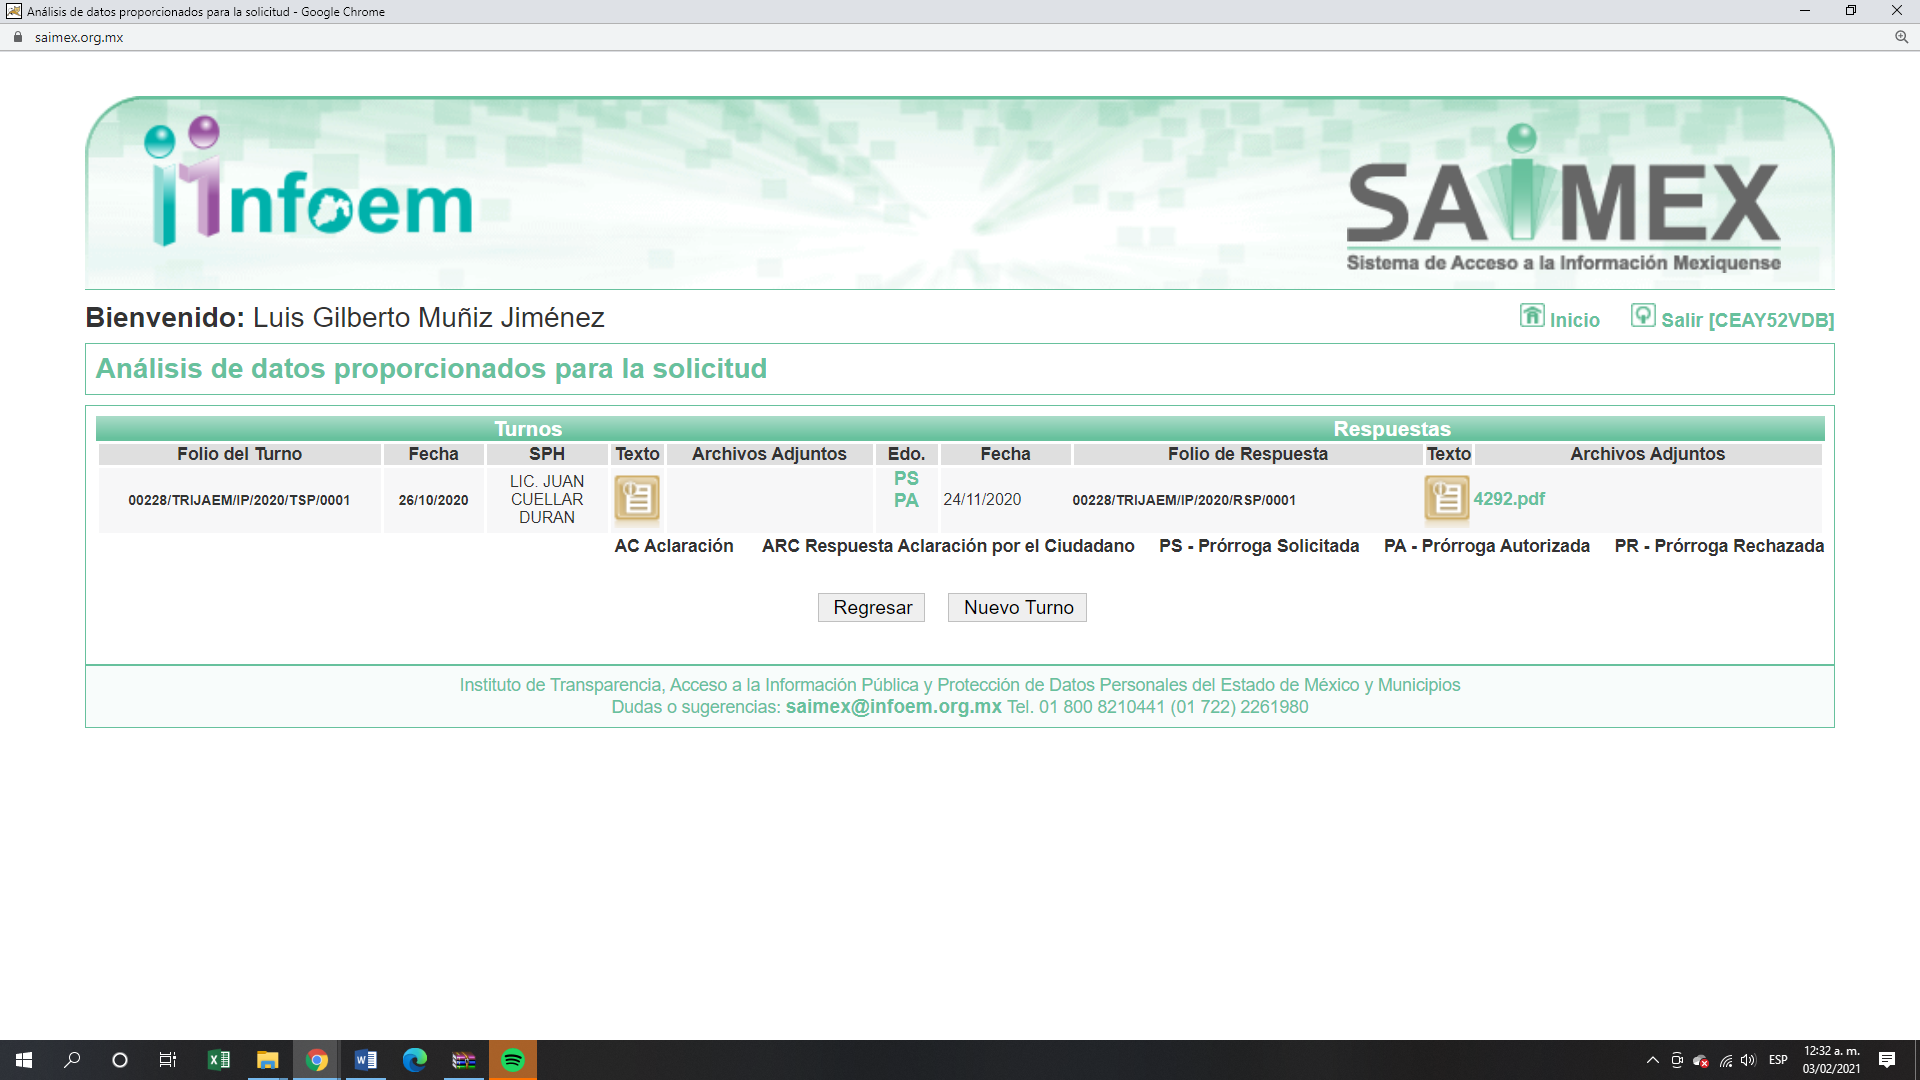 Análisis de datos proporcionados para la solicitud - Google Chrome
saimex.org.mx
infoem
SAIMEX
Sistema de Acceso a la Información Mexiquense
Bienvenido: Luis Gilberto Muñiz Jiménez
Inicio
Salir [CEAY52VDB]
Análisis de datos proporcionados para la solicitud
Turnos Respuestas
Folio del Turno Fecha SPH Texto Archivos Adjuntos Edo. Fecha Folio de Respuesta Texto Archivos Adjuntos
00228/TRIJAEM/IP/2020/TSP/0001 26/10/2020 LIC. JUAN
CUELLAR
DURAN
PS
PA
24/11/2020 00228/TRIJAEM/IP/2020/RSP/0001 4292.pdf
AC Aclaración ARC Respuesta Aclaración por el Ciudadano PS - Prórroga Solicitada PA - Prórroga Autorizada PR - Prórroga Rechazada
Regresar Nuevo Turno
Instituto de Transparencia, Acceso a la Información Pública y Protección de Datos Personales del Estado de México y Municipios
Dudas o sugerencias: saimex@infoem.org.mx Tel. 01 800 8210441 (01 722) 2261980
ESP
12:32 a. m.
03/02/2021